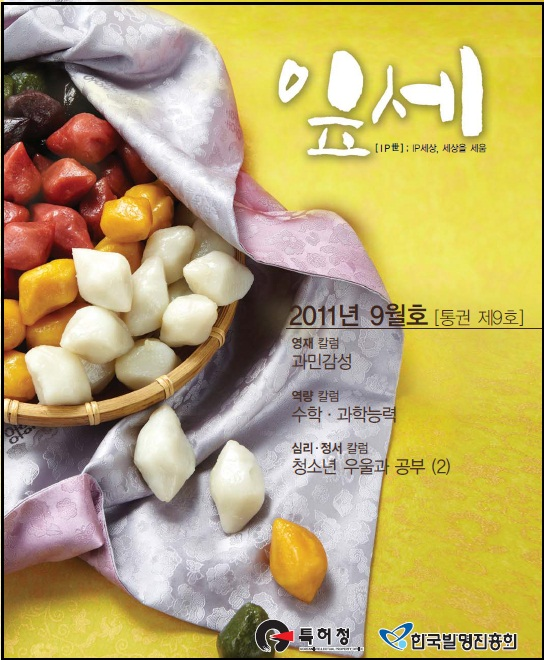 잎세
[IP世] ; IP세상, 세상을 세움
2011년 9월호 [통권 제9호]
영재 칼럼
과민감성
역량 칼럼
수학 · 과학능력
심리·정서 칼럼
청소년 우울과 공부 (2)
특허청
한국발명진흥회